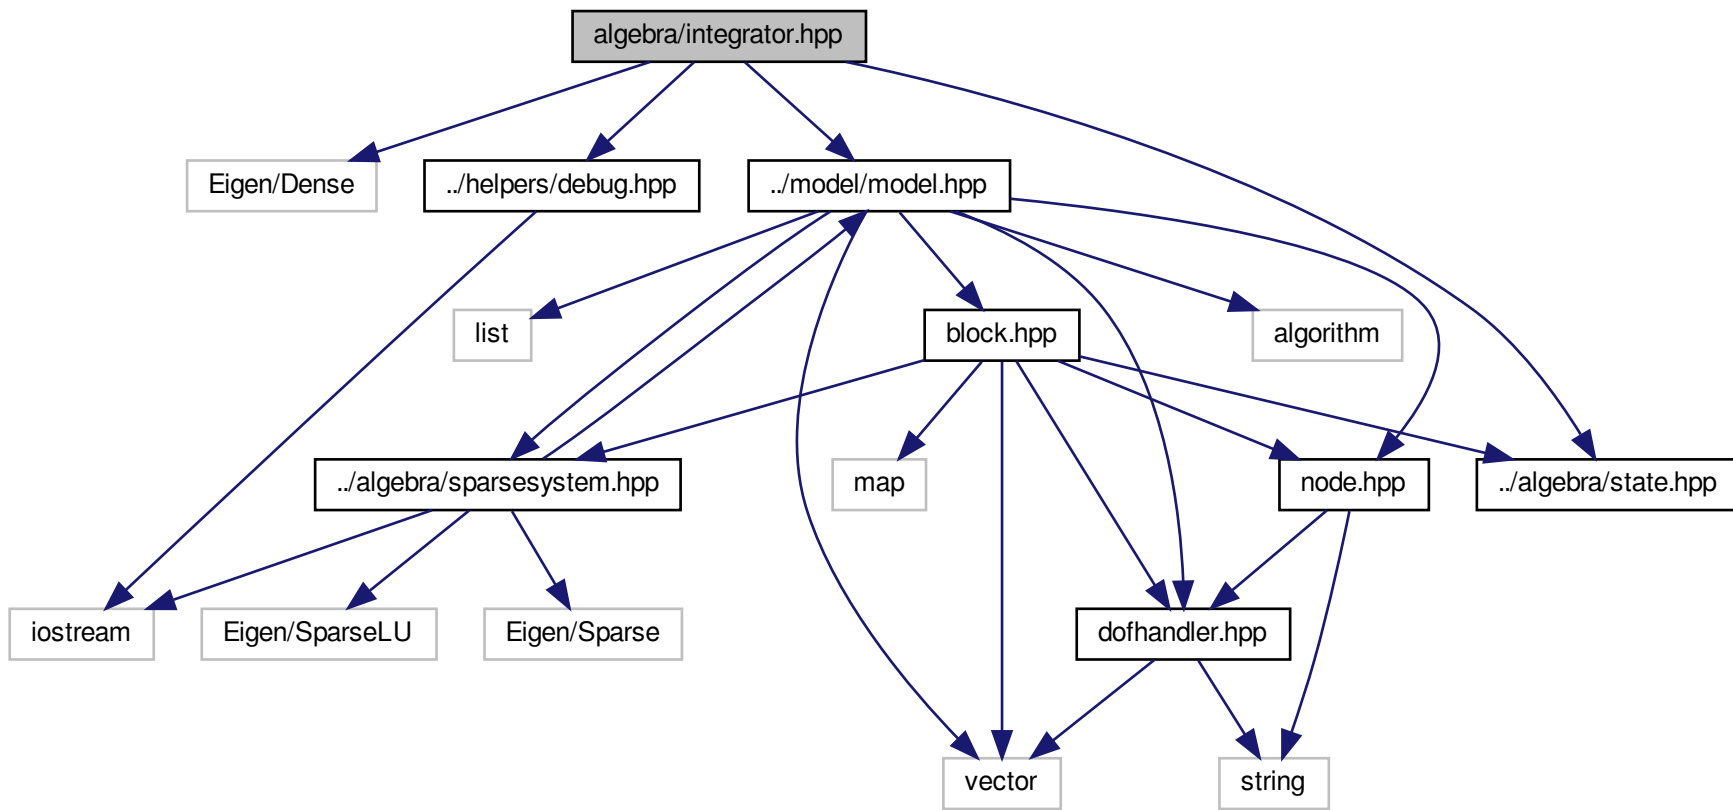 algebra/integrator.hpp
Eigen/Dense
../helpers/debug.hpp
../model/model.hpp
list
block.hpp
algorithm
../algebra/sparsesystem.hpp
map
node.hpp
../algebra/state.hpp
iostream
Eigen/SparseLU
Eigen/Sparse
dofhandler.hpp
vector
string